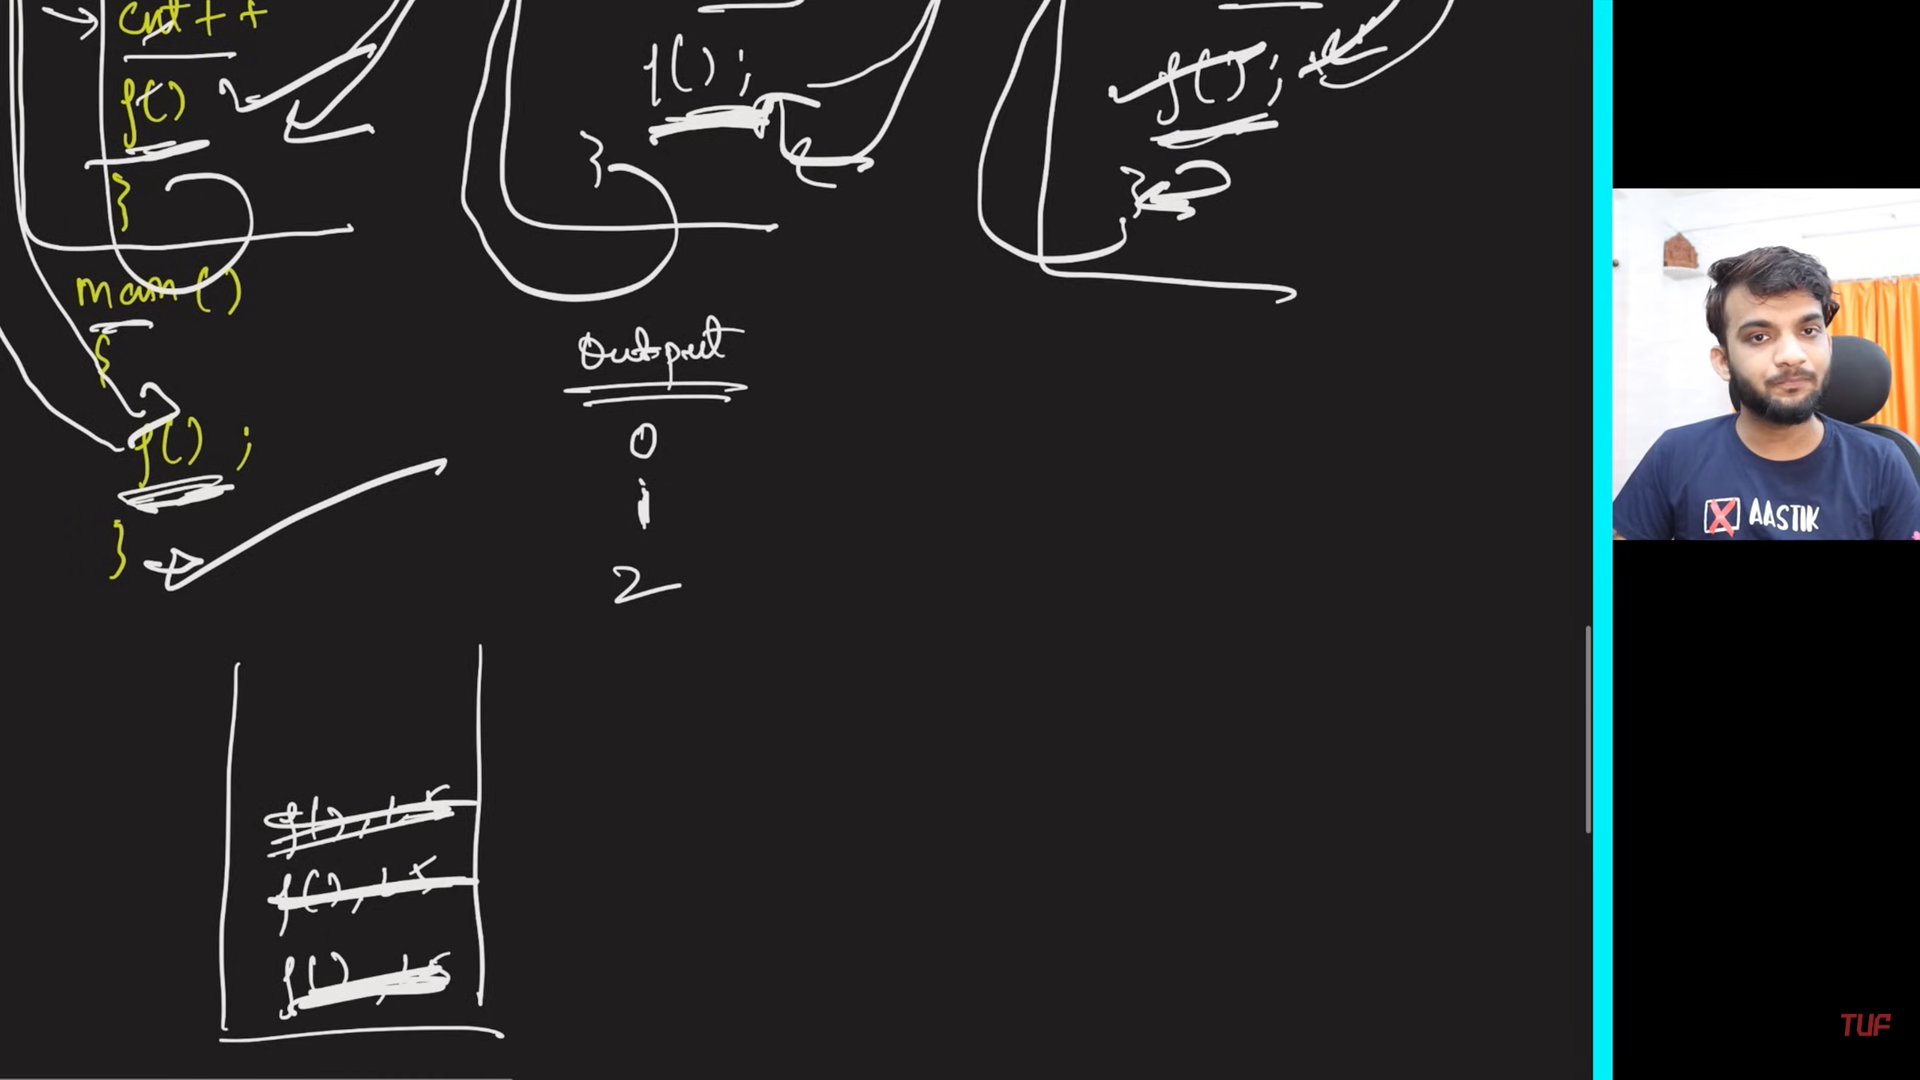 cnt++
f()
}
main()
{
f();
}
f();
}
f();
}
Output
0
1
2
f(), L5
f(), L5
f(), L5
AASTIK
TUF